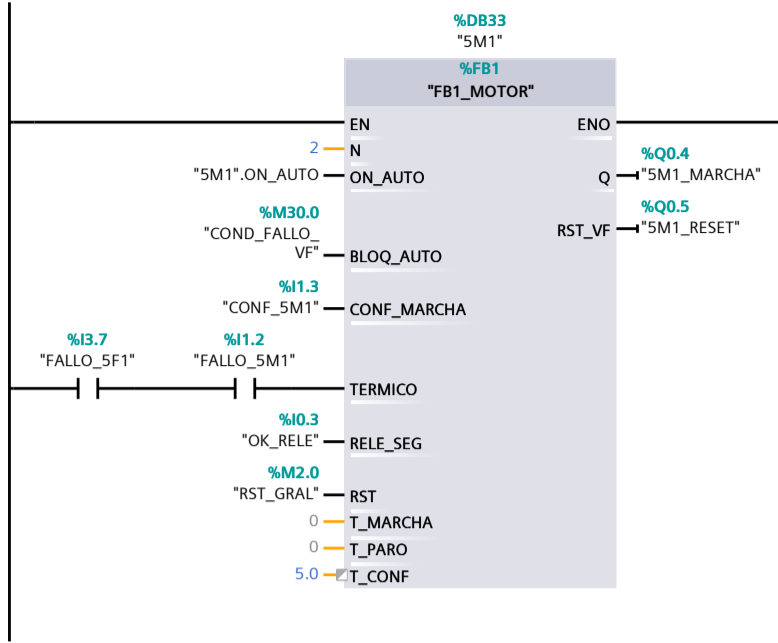 %DB33
"5M1"
%FB1
"FB1_MOTOR"
EN ENO
2 N
"5M1".ON_AUTO ON_AUTO
Q
%Q0.4
"5M1_MARCHA"
%M30.0
"COND_FALLO_
VF" BLOQ_AUTO
RST_VF
%Q0.5
"5M1_RESET"
%I1.3
"CONF_5M1" CONF_MARCHA
%I3.7
"FALLO_5F1"
%I1.2
"FALLO_5M1"
TERMICO
%I0.3
"OK_RELE" RELE_SEG
%M2.0
"RST_GRAL" RST
0 T_MARCHA
0 T_PARO
5.0 T_CONF